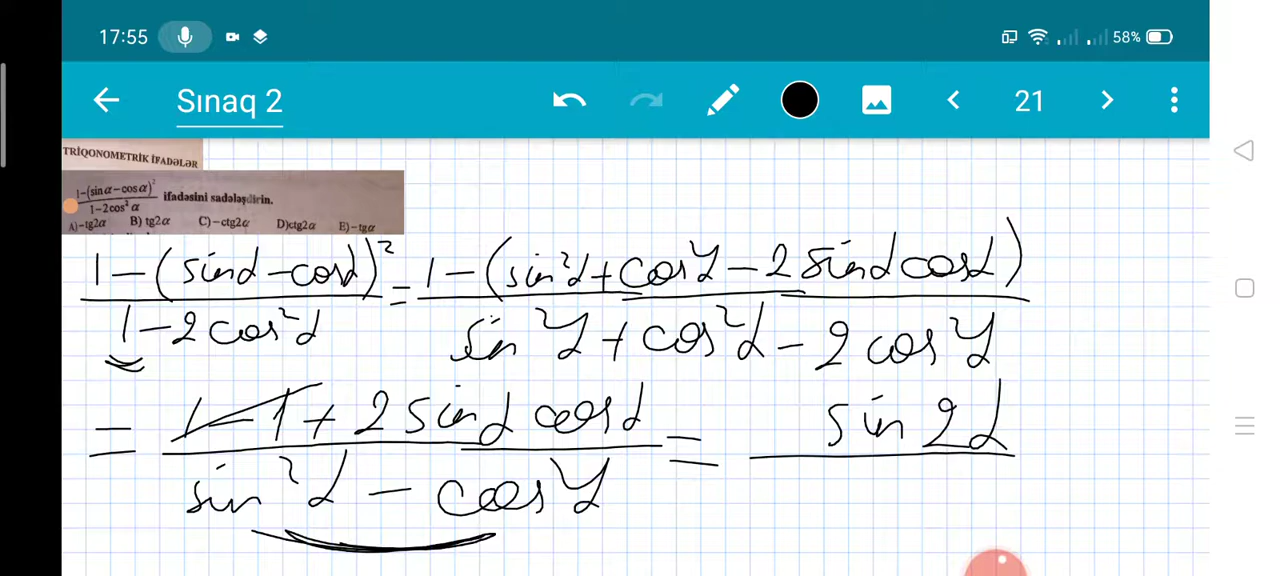 17:55 58%
Sınaq 2 21
TRİQONOMETRİK İFADƏLƏR
1-(sinα-cosα)² / 1-2cos²α ifadəsini sadələşdirin.
A)-tg2α B) tg2α C)-ctg2α D)ctg2α E)-tgα
1-(sinα-cosα)² / 1-2cos²α = 1-(sin²α+cos²α-2sinαcosα) / sin²α+cos²α-2cos²α
= 1-1+2sinαcosα / sin²α-cos²α = sin2α